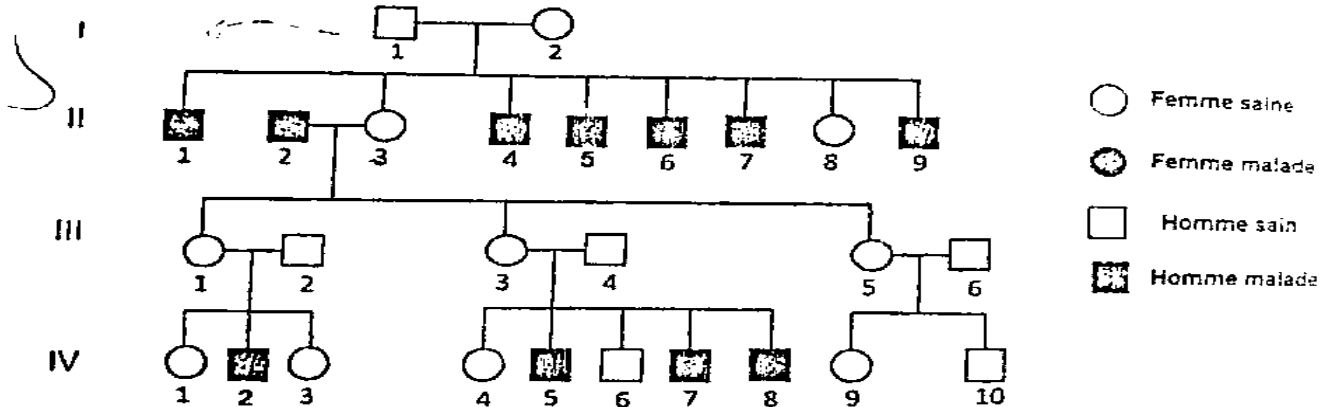 I
1 2
Femme saine
II
1 2 3 4 5 6 7 8 9
Femme malade
III
Homme sain
1 2 3 4 5 6
Homme malade
IV
1 2 3 4 5 6 7 8 9 10